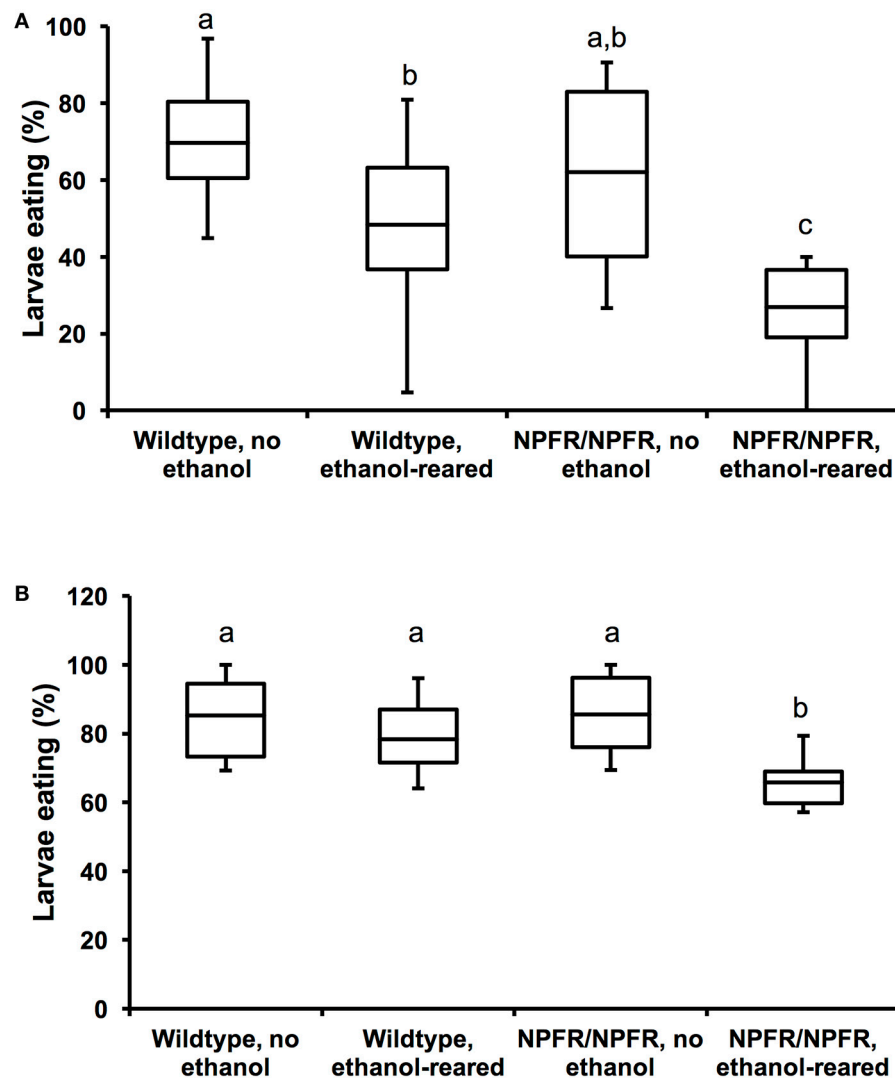 A
Larvae eating (%)
100
80
60
40
20
0
a
b
a,b
c
Wildtype, no
ethanol
Wildtype,
ethanol-reared
NPFR/NPFR, no
ethanol
NPFR/NPFR,
ethanol-reared
B
Larvae eating (%)
120
100
80
60
40
20
0
a
a
a
b
Wildtype, no
ethanol
Wildtype,
ethanol-reared
NPFR/NPFR, no
ethanol
NPFR/NPFR,
ethanol-reared